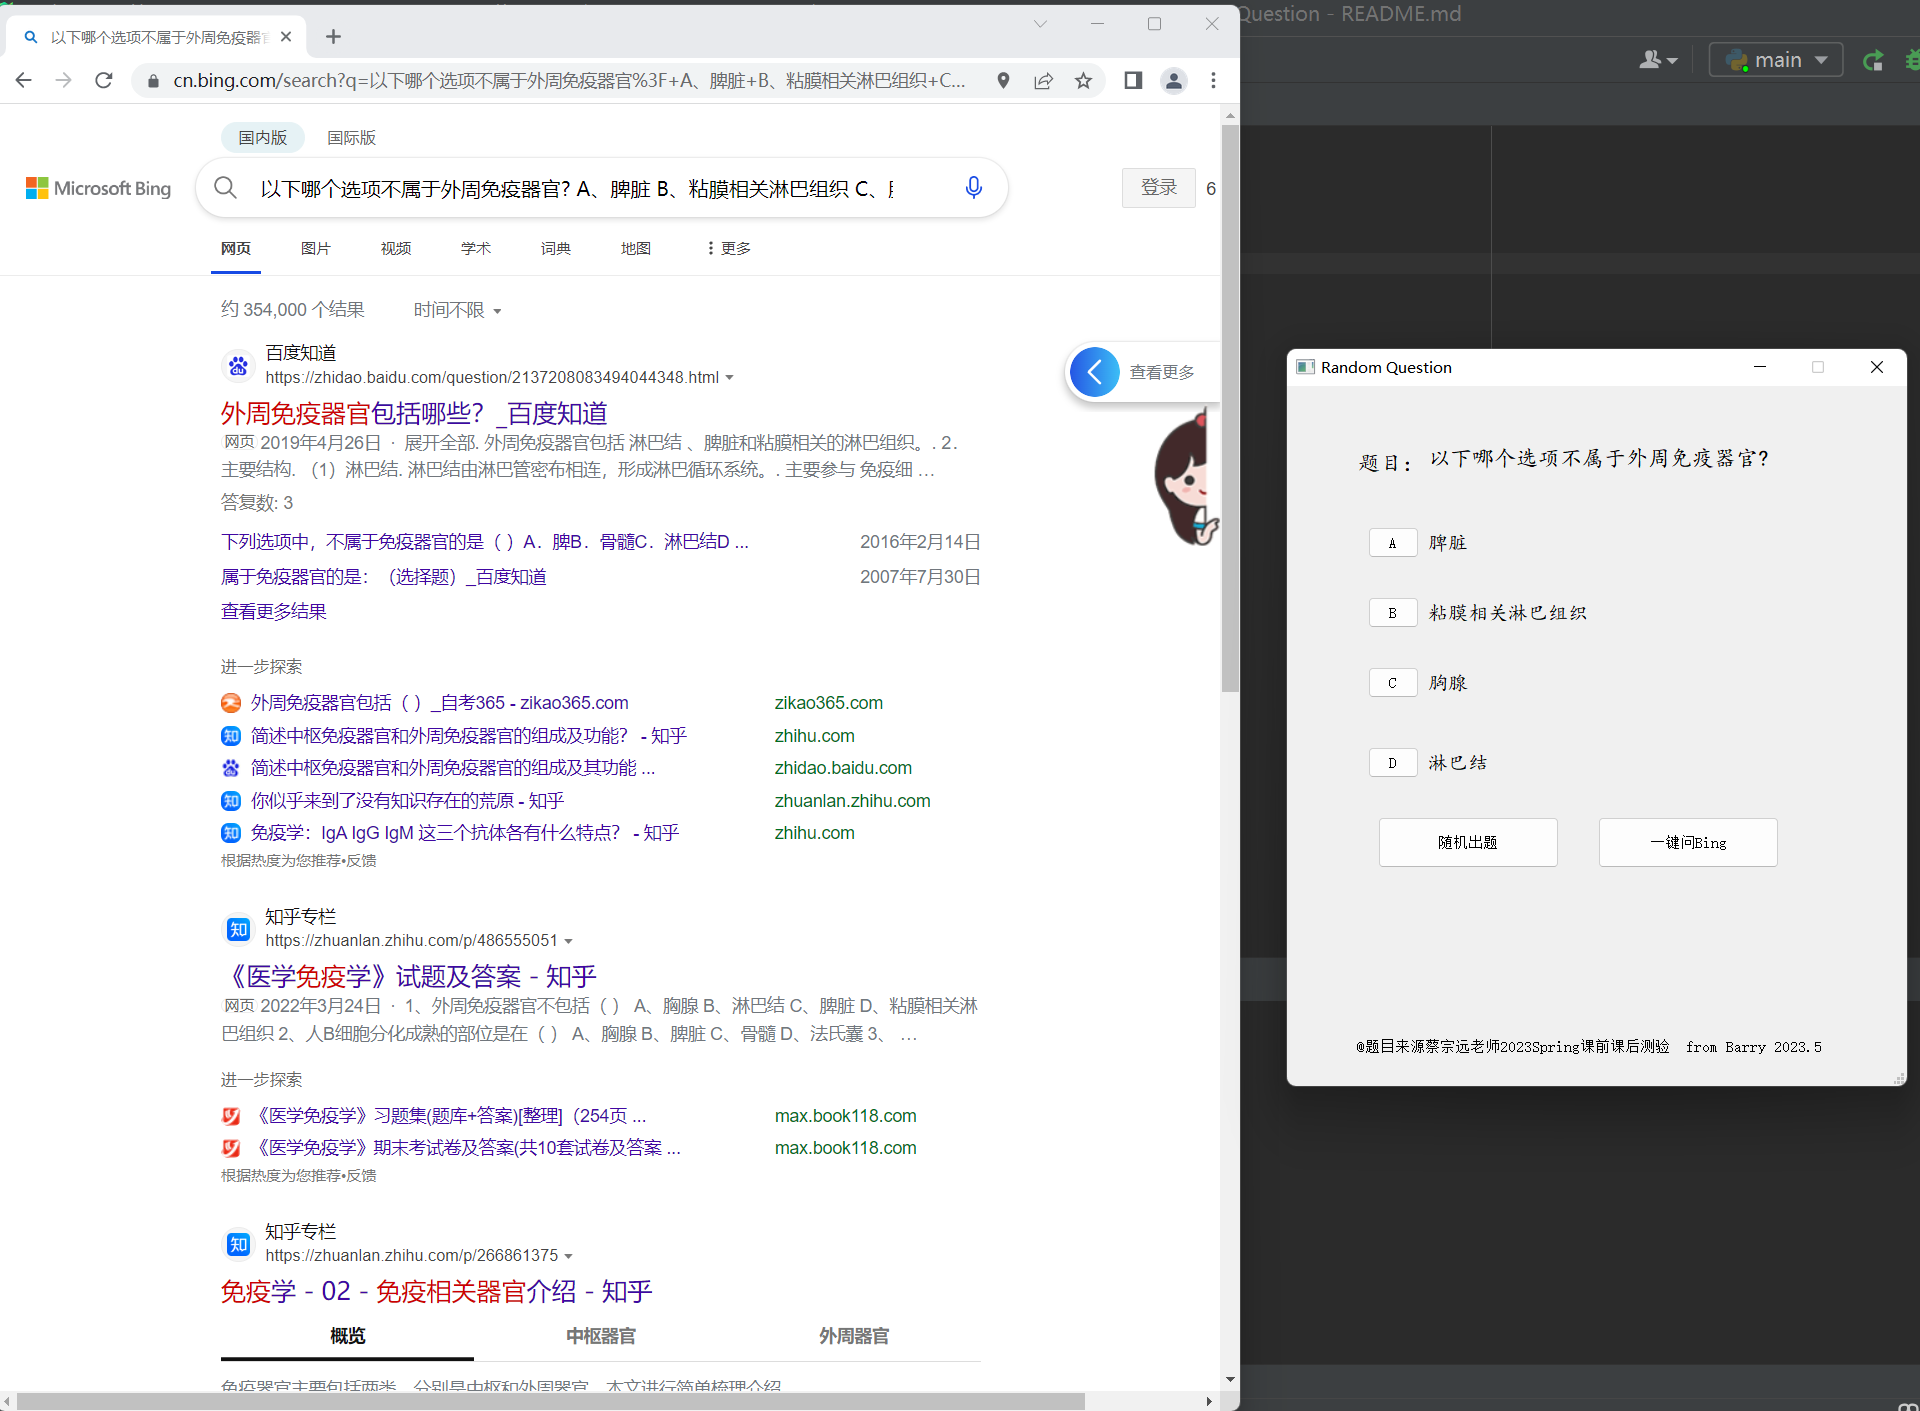 以下哪个选项不属于外周免疫器官
Question - README.md
main
cn.bing.com/search?q=以下哪个选项不属于外周免疫器官%3F+A、脾脏+B、粘膜相关淋巴组织+C...
国内版
国际版
Microsoft Bing
以下哪个选项不属于外周免疫器官? A、脾脏 B、粘膜相关淋巴组织 C、
登录
6
网页
图片
视频
学术
词典
地图
更多
约 354,000 个结果
时间不限
百度知道
https://zhidao.baidu.com/question/2137208083494044348.html
查看更多
外周免疫器官包括哪些？_百度知道
网页 2019年4月26日 · 展开全部. 外周免疫器官包括 淋巴结 、脾脏和粘膜相关的淋巴组织。. 2.
主要结构. （1）淋巴结. 淋巴结由淋巴管密布相连，形成淋巴循环系统。. 主要参与 免疫细 …
答复数: 3
下列选项中，不属于免疫器官的是（ ）A．脾B．骨髓C．淋巴结D ...
2016年2月14日
属于免疫器官的是：（选择题）_百度知道
2007年7月30日
查看更多结果
进一步探索
外周免疫器官包括（ ）_自考365 - zikao365.com
zikao365.com
简述中枢免疫器官和外周免疫器官的组成及功能？ - 知乎
zhihu.com
简述中枢免疫器官和外周免疫器官的组成及其功能 ...
zhidao.baidu.com
你似乎来到了没有知识存在的荒原 - 知乎
zhuanlan.zhihu.com
免疫学：IgA IgG IgM 这三个抗体各有什么特点？ - 知乎
zhihu.com
根据热度为您推荐•反馈
知乎专栏
https://zhuanlan.zhihu.com/p/486555051
《医学免疫学》试题及答案 - 知乎
网页 2022年3月24日 · 1、外周免疫器官不包括（ ） A、胸腺 B、淋巴结 C、脾脏 D、粘膜相关淋
巴组织 2、人B细胞分化成熟的部位是在（ ） A、胸腺 B、脾脏 C、骨髓 D、法氏囊 3、 …
进一步探索
《医学免疫学》习题集(题库+答案)[整理]（254页 ...
max.book118.com
《医学免疫学》期末考试卷及答案(共10套试卷及答案 ...
max.book118.com
根据热度为您推荐•反馈
知乎专栏
https://zhuanlan.zhihu.com/p/266861375
免疫学 - 02 - 免疫相关器官介绍 - 知乎
概览
中枢器官
外周器官
免疫器官主要包括两类，分别是中枢和外周器官，本文进行简单梳理介绍
Random Question
题目： 以下哪个选项不属于外周免疫器官?
A 脾脏
B 粘膜相关淋巴组织
C 胸腺
D 淋巴结
随机出题
一键问Bing
@题目来源蔡宗远老师2023Spring课前课后测验 from Barry 2023.5